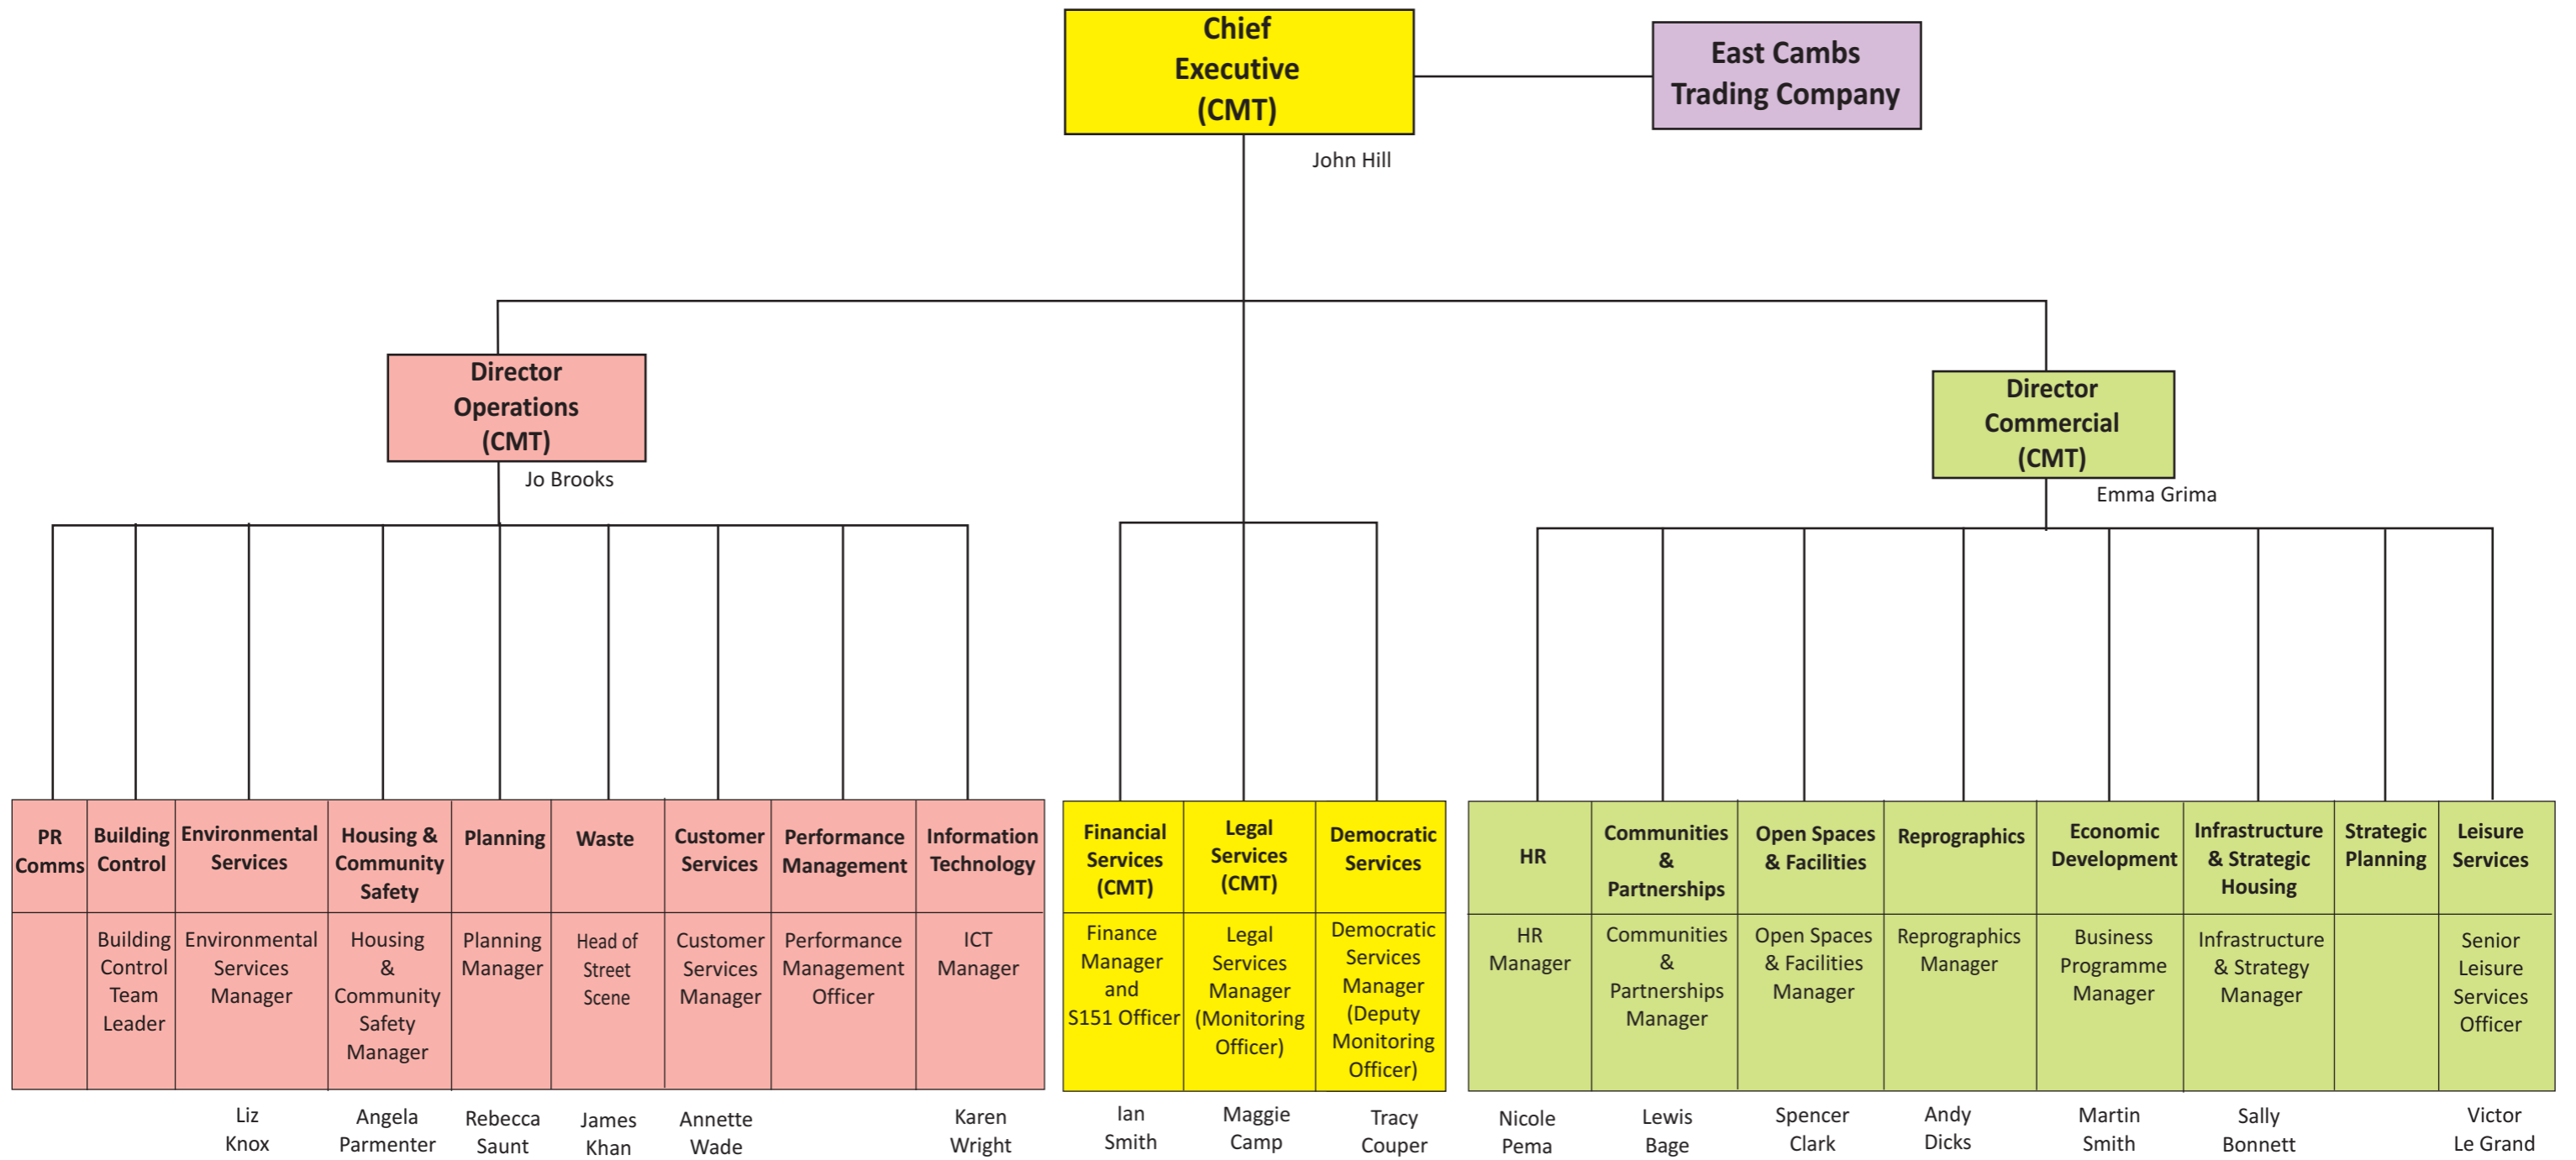 Chief
Executive
(CMT)
East Cambs
Trading Company
John Hill
Director
Operations
(CMT)
Jo Brooks
Director
Commercial
(CMT)
Emma Grima
PR
Comms
Building
Control
Building
Control
Team
Leader
Environmental
Services
Environmental
Services
Manager
Liz
Knox
Housing &
Community
Safety
Housing
&
Community
Safety
Manager
Angela
Parmenter
Planning
Planning
Manager
Rebecca
Saunt
Waste
Head of
Street
Scene
James
Khan
Customer
Services
Customer
Services
Manager
Annette
Wade
Performance
Management
Performance
Management
Officer
Information
Technology
ICT
Manager
Karen
Wright
Financial
Services
(CMT)
Finance
Manager
and
S151 Officer
Ian
Smith
Legal
Services
(CMT)
Legal
Services
Manager
(Monitoring
Officer)
Maggie
Camp
Democratic
Services
Democratic
Services
Manager
(Deputy
Monitoring
Officer)
Tracy
Couper
HR
HR
Manager
Nicole
Pema
Communities
&
Partnerships
Communities
&
Partnerships
Manager
Lewis
Bage
Open Spaces
& Facilities
Open Spaces
& Facilities
Manager
Spencer
Clark
Reprographics
Reprographics
Manager
Andy
Dicks
Economic
Development
Business
Programme
Manager
Martin
Smith
Infrastructure
& Strategic
Housing
Infrastructure
& Strategy
Manager
Sally
Bonnett
Strategic
Planning
Leisure
Services
Senior
Leisure
Services
Officer
Victor
Le Grand